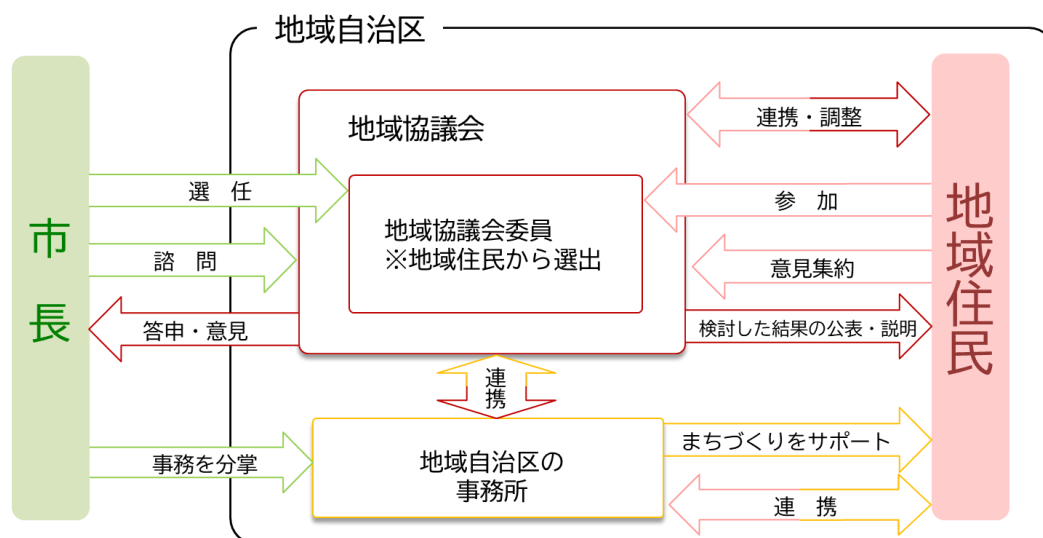 地域自治区
市長
地域協議会
地域協議会委員
※地域住民から選出
選　任
諮　問
答申・意見
連携・調整
参　加
意見集約
検討した結果の公表・説明
地域住民
連携
事務を分掌
地域自治区の
事務所
まちづくりをサポート
連　携